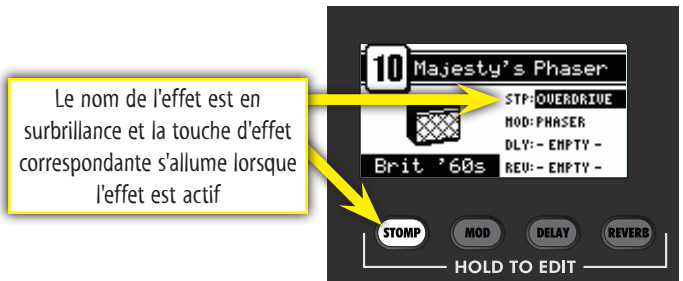 Le nom de l'effet est en
surbrillance et la touche d'effet
correspondante s'allume lorsque
l'effet est actif
10 Majesty's Phaser
STP: OVERDRIVE
MOD: PHASER
DLY: - EMPTY -
Brit '60s REV: - EMPTY -
STOMP MOD DELAY REVERB
HOLD TO EDIT